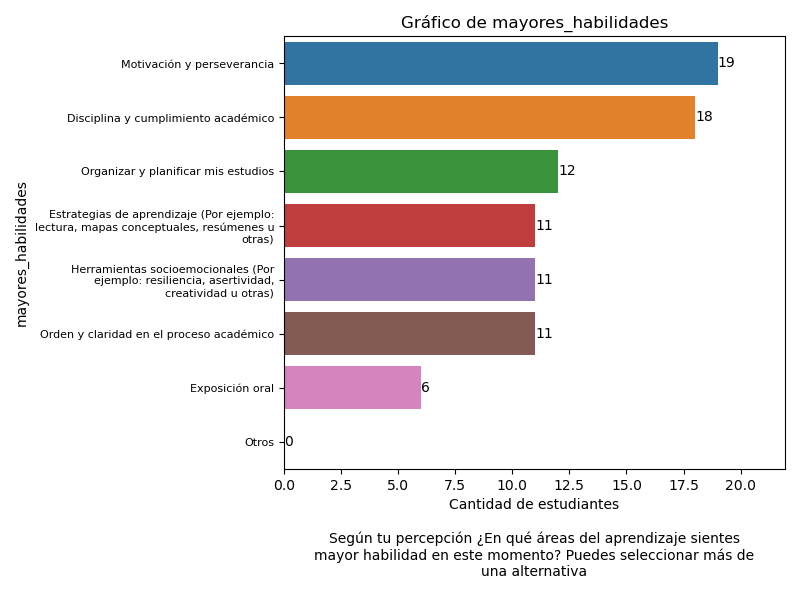 Gráfico de mayores_habilidades
mayores_habilidades
Motivación y perseverancia
19
Disciplina y cumplimiento académico
18
Organizar y planificar mis estudios
12
Estrategias de aprendizaje (Por ejemplo:
lectura, mapas conceptuales, resúmenes u
otras)
11
Herramientas socioemocionales (Por
ejemplo: resiliencia, asertividad,
creatividad u otras)
11
Orden y claridad en el proceso académico
11
Exposición oral
6
Otros
0
0.0 2.5 5.0 7.5 10.0 12.5 15.0 17.5 20.0
Cantidad de estudiantes
Según tu percepción ¿En qué áreas del aprendizaje sientes
mayor habilidad en este momento? Puedes seleccionar más de
una alternativa